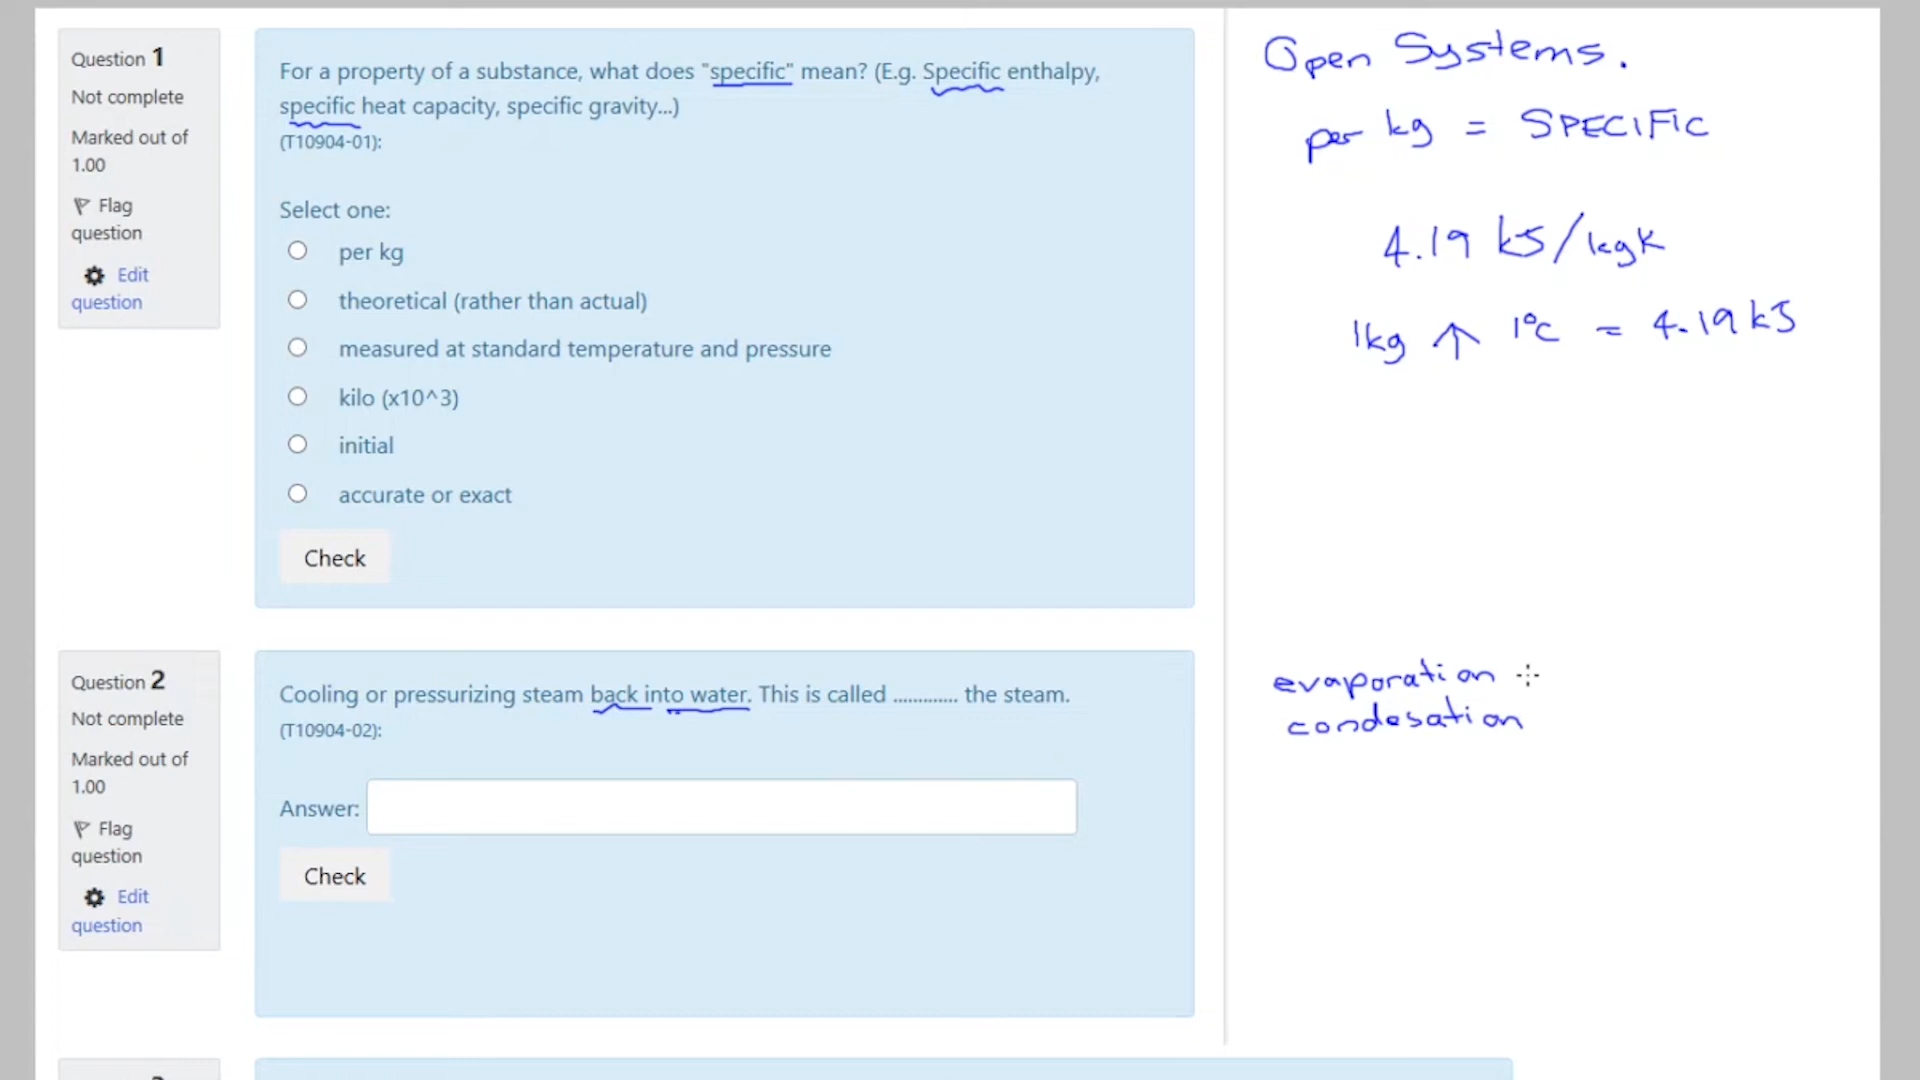 Question 1
Not complete
Marked out of
1.00
Flag
question
Edit
question
For a property of a substance, what does "specific" mean? (E.g. Specific enthalpy,
specific heat capacity, specific gravity...)
(T10904-01):
Select one:
per kg
theoretical (rather than actual)
measured at standard temperature and pressure
kilo (x10^3)
initial
accurate or exact
Check
Open Systems.
per kg = SPECIFIC
4.19 kJ/kgK
1kg ↑ 1°C = 4.19 kJ
Question 2
Not complete
Marked out of
1.00
Flag
question
Edit
question
Cooling or pressurizing steam back into water. This is called ............. the steam.
(T10904-02):
Answer:
Check
evaporation
condesation